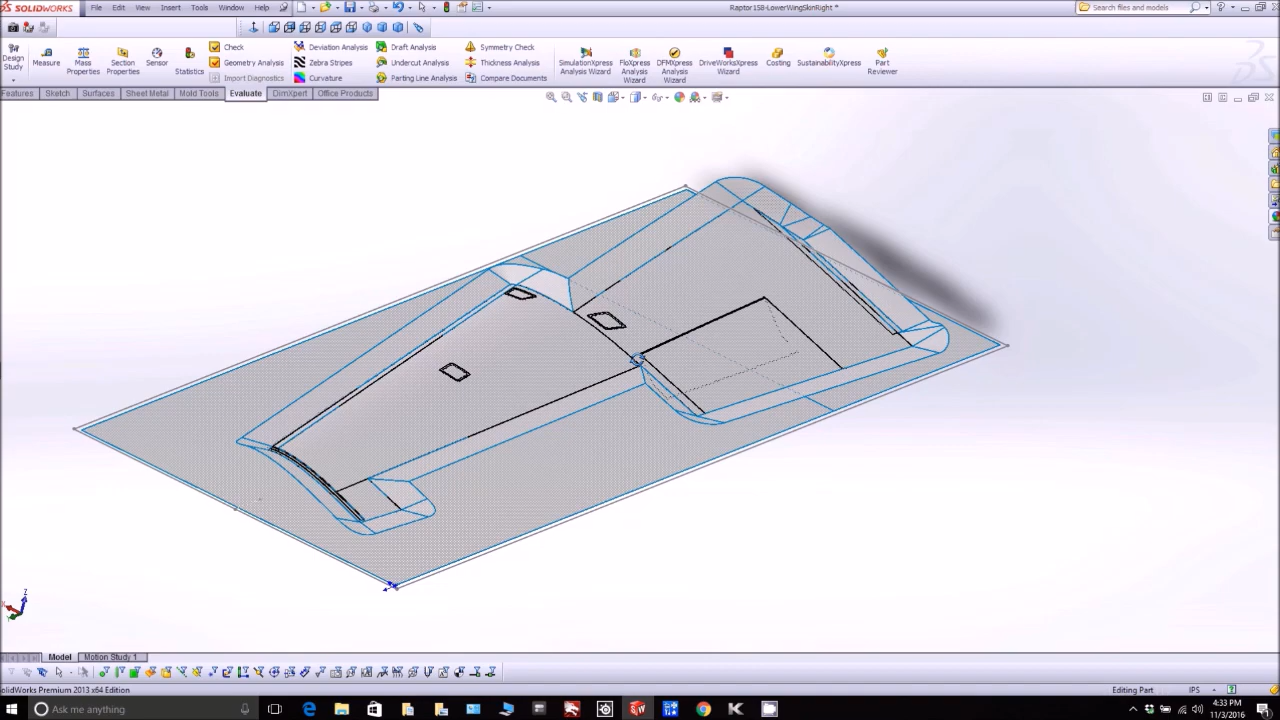 SOLIDWORKS File Edit View Insert Tools Window Help Raptor158-LowerWingSkinRight * Search files and models
Design Study
Measure
Mass Properties
Section Properties
Sensor
Statistics
Check
Geometry Analysis
Import Diagnostics
Deviation Analysis
Zebra Stripes
Curvature
Draft Analysis
Undercut Analysis
Parting Line Analysis
Symmetry Check
Thickness Analysis
Compare Documents
SimulationXpress Analysis Wizard
FloXpress Analysis Wizard
DFMXpress Analysis Wizard
DriveWorksXpress Wizard
Costing
SustainabilityXpress
Part Reviewer
Features Sketch Surfaces Sheet Metal Mold Tools Evaluate DimXpert Office Products
Z
Model Motion Study 1
SolidWorks Premium 2013 x64 Edition Editing Part IPS
Ask me anything
4:33 PM
11/3/2016